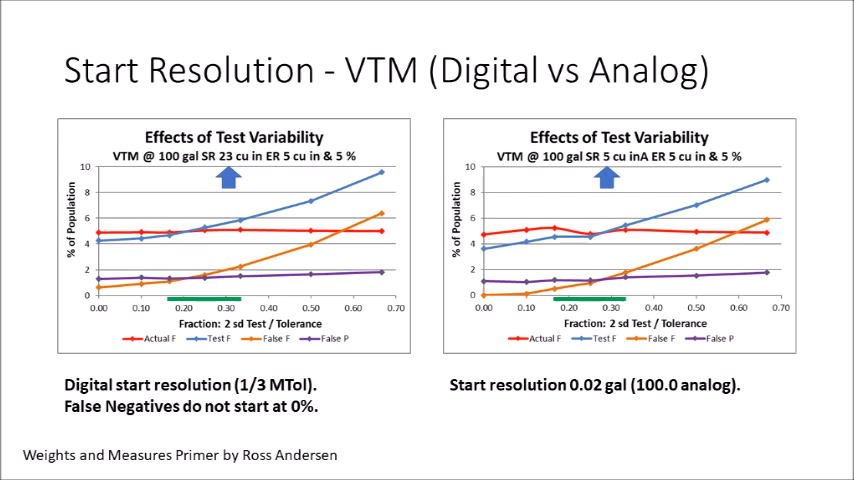 Start Resolution - VTM (Digital vs Analog)
Effects of Test Variability
VTM @ 100 gal SR 23 cu in ER 5 cu in & 5 %
% of Population
10
8
6
4
2
0
0.00 0.10 0.20 0.30 0.40 0.50 0.60 0.70
Fraction: 2 sd Test / Tolerance
Actual F Test F False F False P
Effects of Test Variability
VTM @ 100 gal SR 5 cu inA ER 5 cu in & 5 %
% of Population
10
8
6
4
2
0
0.00 0.10 0.20 0.30 0.40 0.50 0.60 0.70
Fraction: 2 sd Test / Tolerance
Actual F Test F False F False P
Digital start resolution (1/3 MTol).
False Negatives do not start at 0%.
Start resolution 0.02 gal (100.0 analog).
Weights and Measures Primer by Ross Andersen